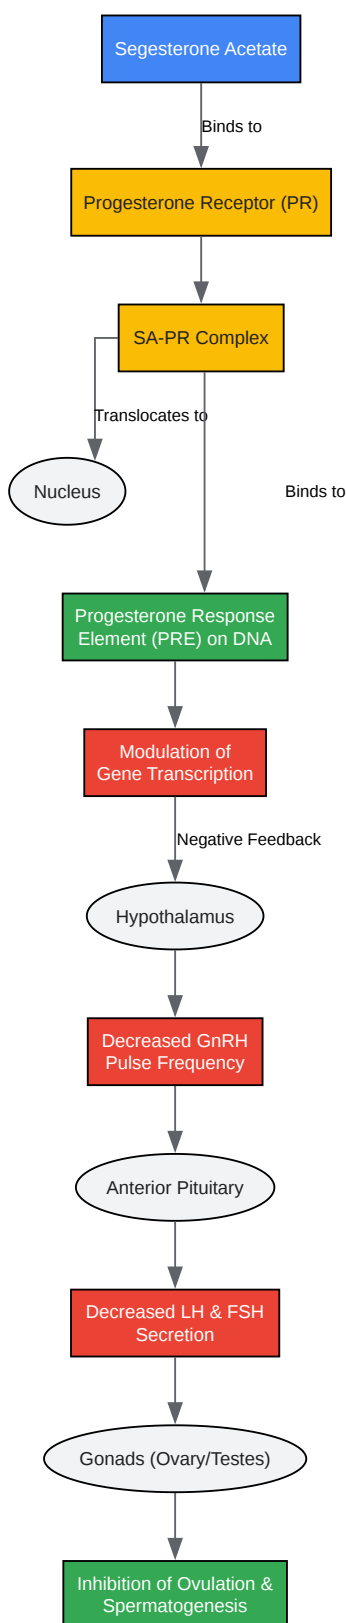 Segesterone Acetate
Binds to
Progesterone Receptor (PR)
SA-PR Complex
Translocates to
Nucleus
Binds to
Progesterone Response
Element (PRE) on DNA
Modulation of
Gene Transcription
Negative Feedback
Hypothalamus
Decreased GnRH
Pulse Frequency
Anterior Pituitary
Decreased LH & FSH
Secretion
Gonads (Ovary/Testes)
Inhibition of Ovulation &
Spermatogenesis